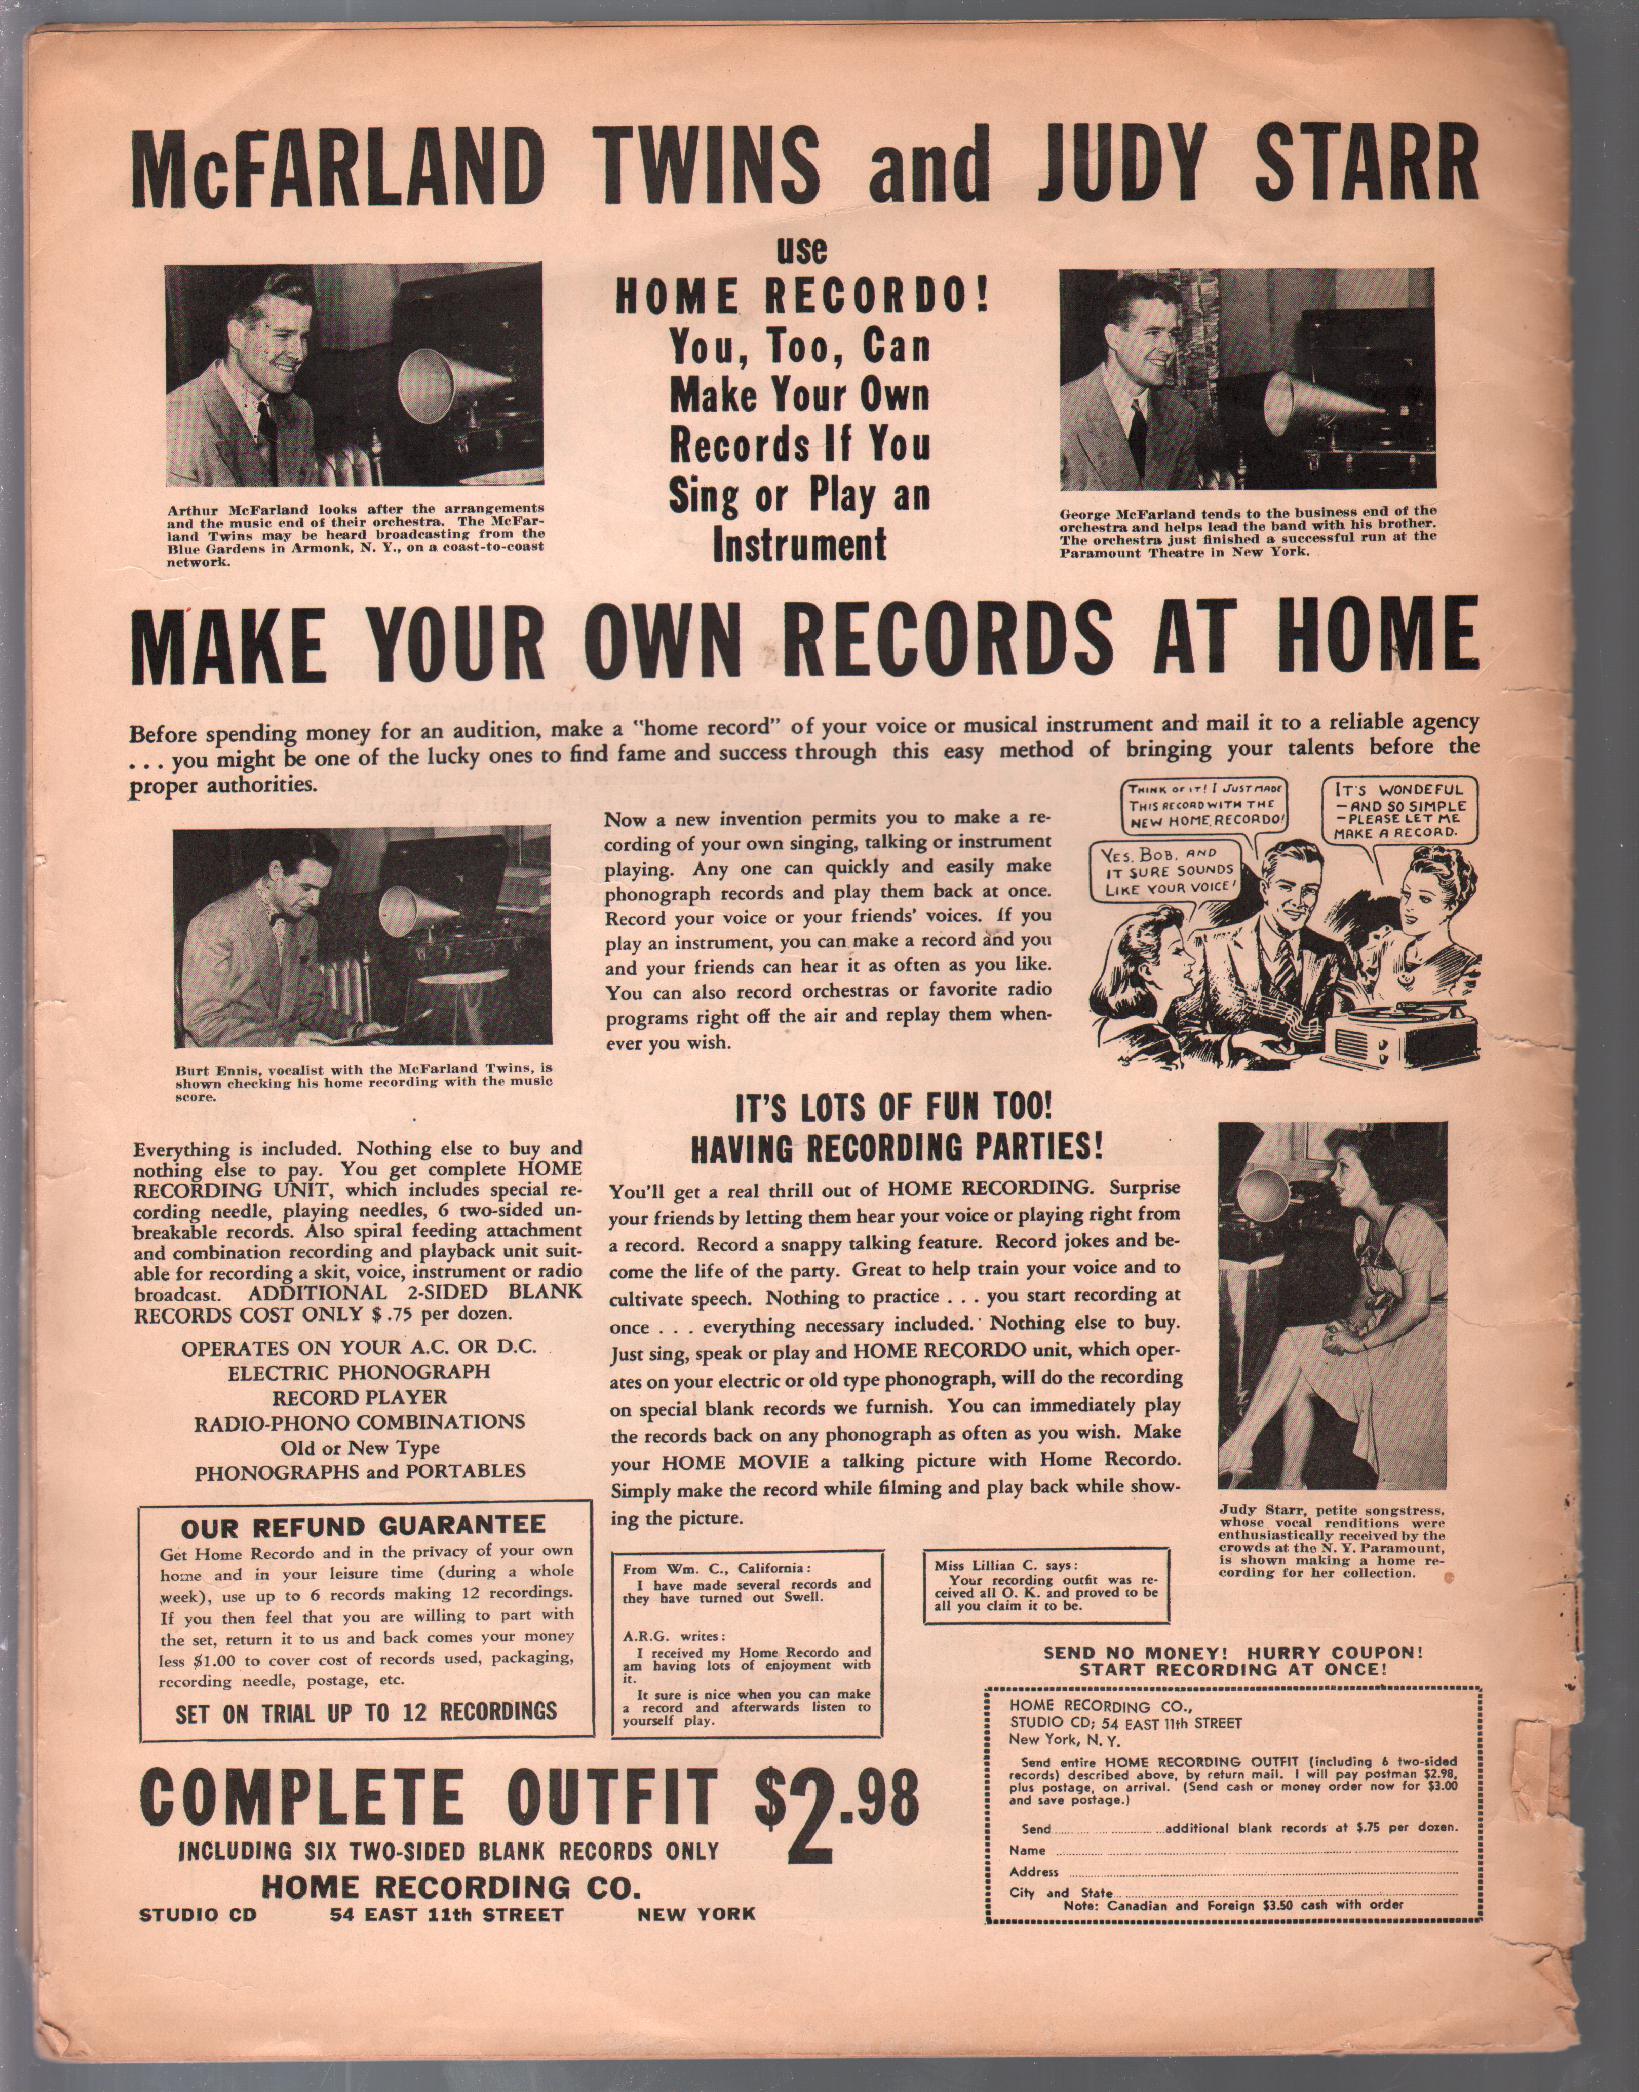 McFARLAND TWINS and JUDY STARR
use
HOME RECORDO!
You, Too, Can
Make Your Own
Records If You
Sing or Play an
Instrument
Arthur McFarland looks after the arrangements
and the music end of their orchestra. The McFar-
land Twins may be heard broadcasting from the
Blue Gardens in Armonk, N. Y., on a coast-to-coast
network.
George McFarland tends to the business end of the
orchestra and helps lead the band with his brother.
The orchestra just finished a successful run at the
Paramount Theatre in New York.
MAKE YOUR OWN RECORDS AT HOME
Before spending money for an audition, make a "home record" of your voice or musical instrument and mail it to a reliable agency
. . . you might be one of the lucky ones to find fame and success through this easy method of bringing your talents before the
proper authorities.
Burt Ennis, vocalist with the McFarland Twins, is
shown checking his home recording with the music
score.
Now a new invention permits you to make a re-
cording of your own singing, talking or instrument
playing. Any one can quickly and easily make
phonograph records and play them back at once.
Record your voice or your friends' voices. If you
play an instrument, you can make a record and you
and your friends can hear it as often as you like.
You can also record orchestras or favorite radio
programs right off the air and replay them when-
ever you wish.
THINK OF IT! I JUST MADE
THIS RECORD WITH THE
NEW HOME RECORDO!
IT'S WONDEFUL
-AND SO SIMPLE
-PLEASE LET ME
MAKE A RECORD.
YES, BOB, AND
IT SURE SOUNDS
LIKE YOUR VOICE!
Everything is included. Nothing else to buy and
nothing else to pay. You get complete HOME
RECORDING UNIT, which includes special re-
cording needle, playing needles, 6 two-sided un-
breakable records. Also spiral feeding attachment
and combination recording and playback unit suit-
able for recording a skit, voice, instrument or radio
broadcast. ADDITIONAL 2-SIDED BLANK
RECORDS COST ONLY $ .75 per dozen.
OPERATES ON YOUR A.C. OR D.C.
ELECTRIC PHONOGRAPH
RECORD PLAYER
RADIO-PHONO COMBINATIONS
Old or New Type
PHONOGRAPHS and PORTABLES
IT'S LOTS OF FUN TOO!
HAVING RECORDING PARTIES!
You'll get a real thrill out of HOME RECORDING. Surprise
your friends by letting them hear your voice or playing right from
a record. Record a snappy talking feature. Record jokes and be-
come the life of the party. Great to help train your voice and to
cultivate speech. Nothing to practice . . . you start recording at
once . . . everything necessary included. Nothing else to buy.
Just sing, speak or play and HOME RECORDO unit, which oper-
ates on your electric or old type phonograph, will do the recording
on special blank records we furnish. You can immediately play
the records back on any phonograph as often as you wish. Make
your HOME MOVIE a talking picture with Home Recordo.
Simply make the record while filming and play back while show-
ing the picture.
Judy Starr, petite songstress,
whose vocal renditions were
enthusiastically received by the
crowds at the N. Y. Paramount,
is shown making a home re-
cording for her collection.
OUR REFUND GUARANTEE
Get Home Recordo and in the privacy of your own
home and in your leisure time (during a whole
week), use up to 6 records making 12 recordings.
If you then feel that you are willing to part with
the set, return it to us and back comes your money
less $1.00 to cover cost of records used, packaging,
recording needle, postage, etc.
SET ON TRIAL UP TO 12 RECORDINGS
From Wm. C., California:
I have made several records and
they have turned out Swell.
A.R.G. writes:
I received my Home Recordo and
am having lots of enjoyment with
it.
It sure is nice when you can make
a record and afterwards listen to
yourself play.
Miss Lillian C. says:
Your recording outfit was re-
ceived all O. K. and proved to be
all you claim it to be.
SEND NO MONEY! HURRY COUPON!
START RECORDING AT ONCE!
HOME RECORDING CO.,
STUDIO CD; 54 EAST 11th STREET
New York, N. Y.
Send entire HOME RECORDING OUTFIT (including 6 two-sided
records) described above, by return mail. I will pay postman $2.98,
plus postage, on arrival. (Send cash or money order now for $3.00
and save postage.)
Send.......... ................additional blank records at $.75 per dozen.
Name
Address
City and State
Note: Canadian and Foreign $3.50 cash with order
COMPLETE OUTFIT $2.98
INCLUDING SIX TWO-SIDED BLANK RECORDS ONLY
HOME RECORDING CO.
STUDIO CD 54 EAST 11th STREET NEW YORK